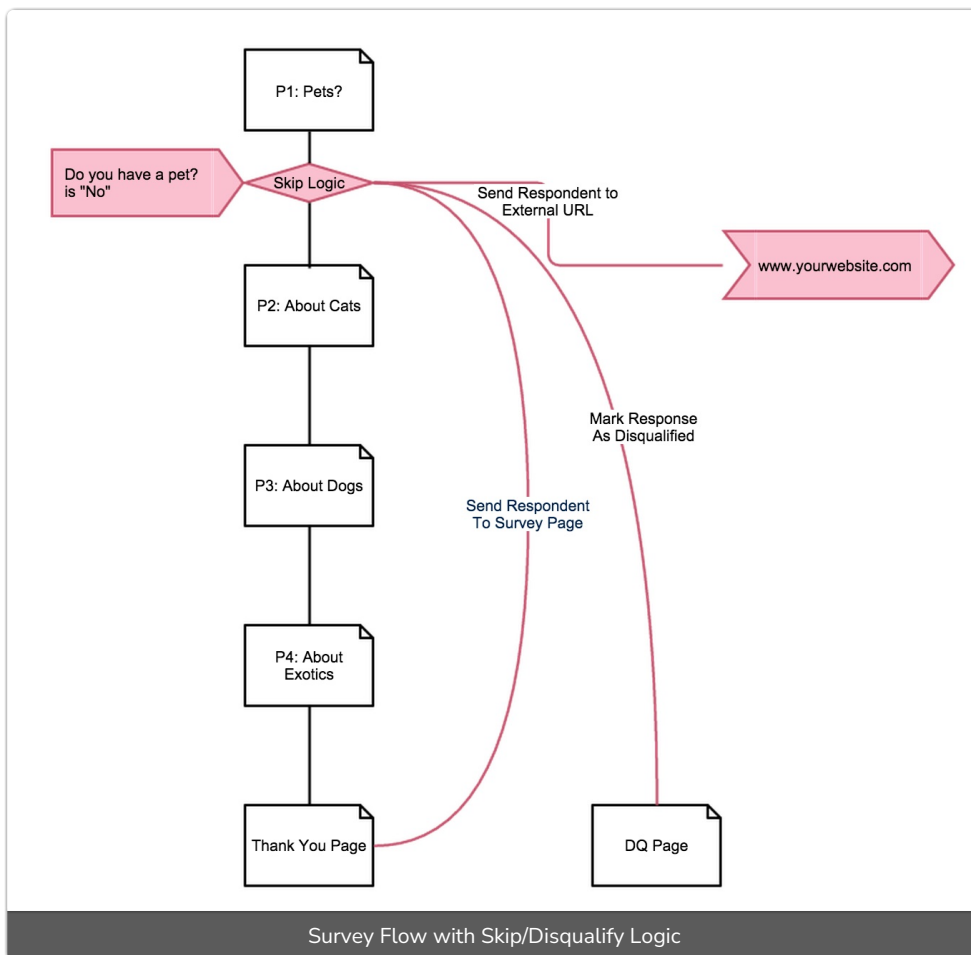 P1: Pets?
Do you have a pet?
is "No"
Skip Logic
Send Respondent to
External URL
www.yourwebsite.com
P2: About Cats
Mark Response
As Disqualified
P3: About Dogs
Send Respondent
To Survey Page
P4: About
Exotics
Thank You Page
DQ Page
Survey Flow with Skip/Disqualify Logic